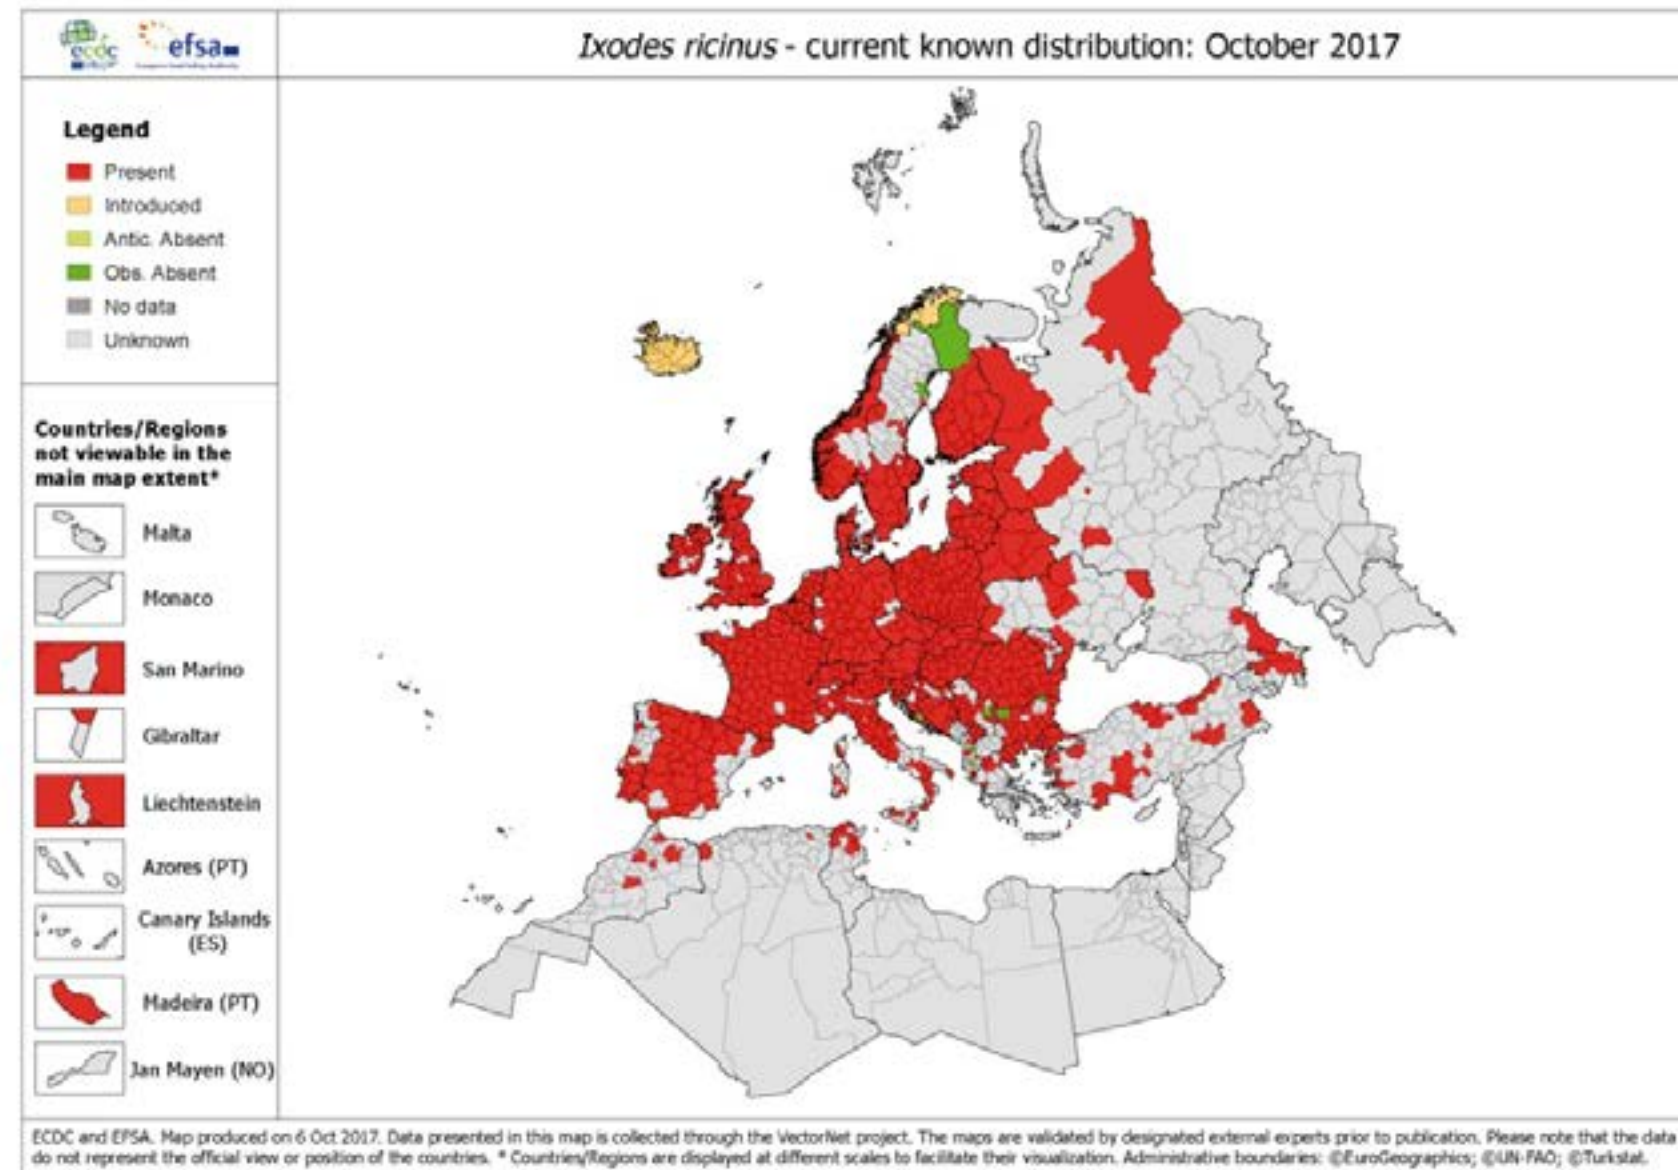 ecdc
efsa
Ixodes ricinus - current known distribution: October 2017
Legend
Present
Introduced
Antic. Absent
Obs. Absent
No data
Unknown
Countries/Regions
not viewable in the
main map extent*
Malta
Monaco
San Marino
Gibraltar
Liechtenstein
Azores (PT)
Canary Islands
(ES)
Madeira (PT)
Jan Mayen (NO)
ECDC and EFSA. Map produced on 6 Oct 2017. Data presented in this map is collected through the VectorNet project. The maps are validated by designated external experts prior to publication. Please note that the data
do not represent the official view or position of the countries. * Countries/Regions are displayed at different scales to facilitate their visualization. Administrative boundaries: ©EuroGeographics; ©UN-FAO; ©Turkstat.